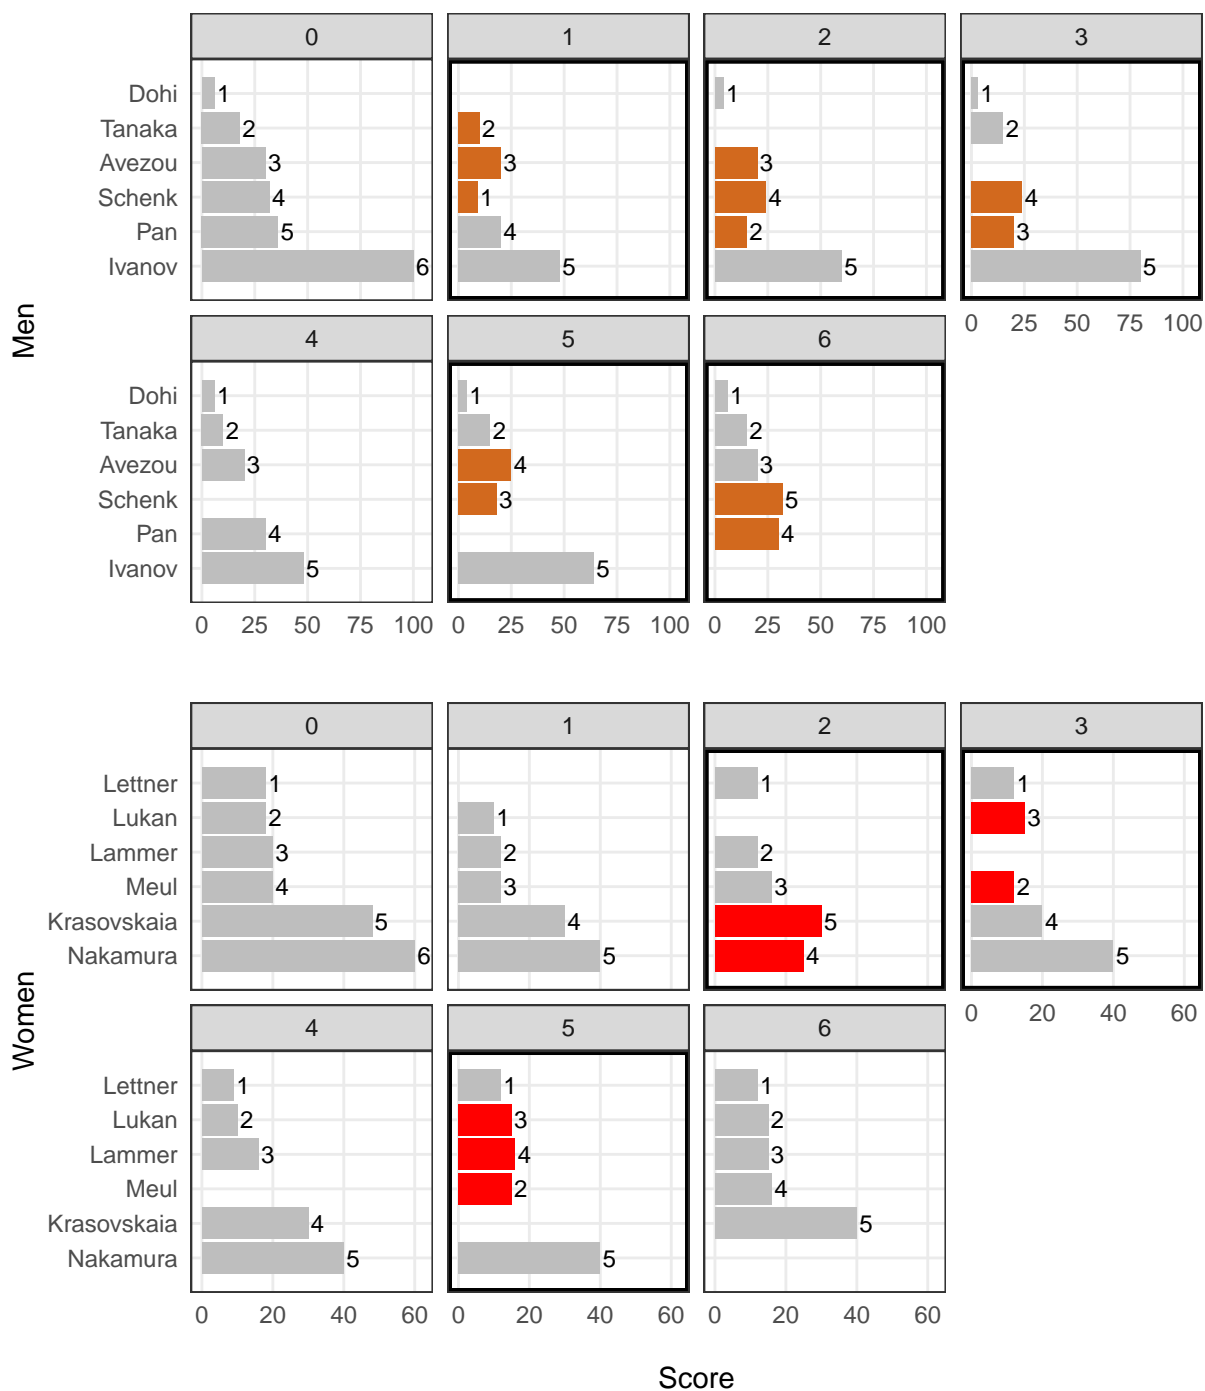 Men
0 1 2 3
Dohi 1 1 1
Tanaka 2 2 2
Avezou 3 3 3
Schenk 4 1 4 4
Pan 5 4 2 3
Ivanov 6 5 5 5
0 25 50 75 100
4 5 6
Dohi 1 1 1
Tanaka 2 2 2
Avezou 3 4 3
Schenk 3 5
Pan 4 4
Ivanov 5 5
0 25 50 75 100 0 25 50 75 100 0 25 50 75 100
Women
0 1 2 3
Lettner 1 1 1
Lukan 2 1 3
Lammer 3 2 2
Meul 4 3 3 2
Krasovskaia 5 4 5 4
Nakamura 6 5 4 5
0 20 40 60
4 5 6
Lettner 1 1 1
Lukan 2 3 2
Lammer 3 4 3
Meul 2 4
Krasovskaia 4 5
Nakamura 5 5
0 20 40 60 0 20 40 60 0 20 40 60
Score